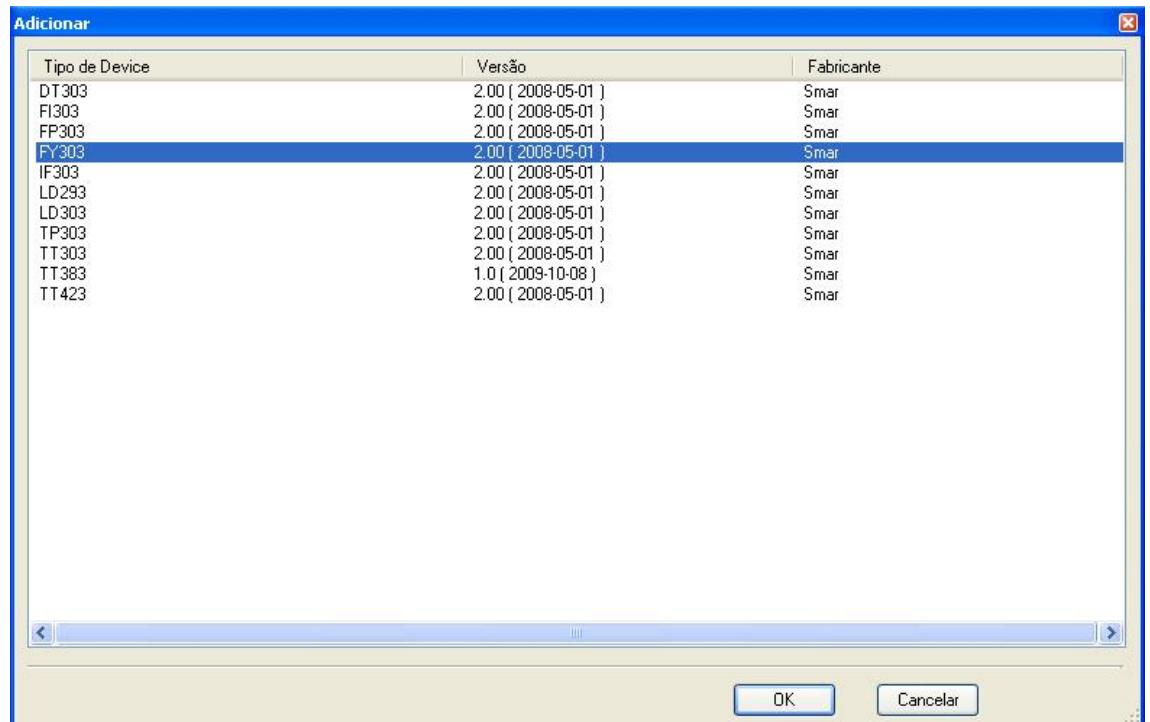 Adicionar
Tipo de Device Versão Fabricante
DT303 2.00 ( 2008-05-01 ) Smar
FI303 2.00 ( 2008-05-01 ) Smar
FP303 2.00 ( 2008-05-01 ) Smar
FY303 2.00 ( 2008-05-01 ) Smar
IF303 2.00 ( 2008-05-01 ) Smar
LD293 2.00 ( 2008-05-01 ) Smar
LD303 2.00 ( 2008-05-01 ) Smar
TP303 2.00 ( 2008-05-01 ) Smar
TT303 2.00 ( 2008-05-01 ) Smar
TT383 1.0 ( 2009-10-08 ) Smar
TT423 2.00 ( 2008-05-01 ) Smar
OK Cancelar